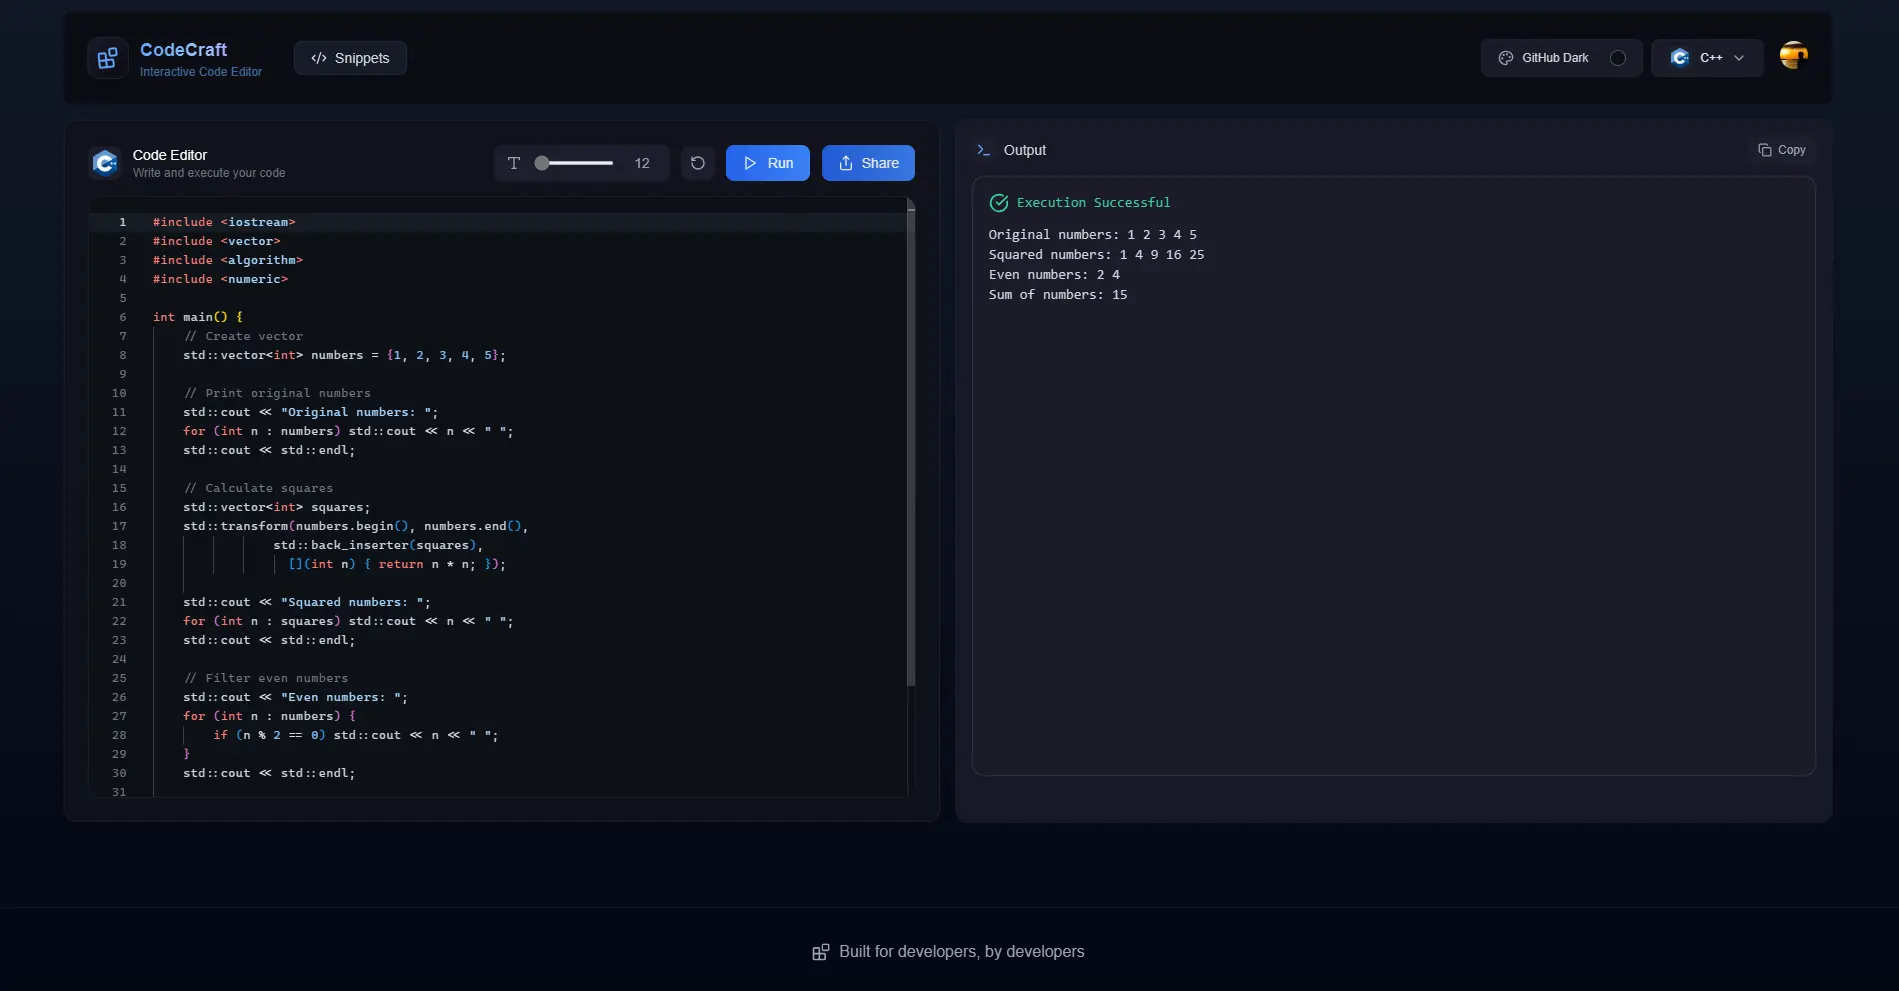 CodeCraft
Interactive Code Editor
Snippets
GitHub Dark
C++
Code Editor
Write and execute your code
12
Run
Share
1 #include <iostream>
2 #include <vector>
3 #include <algorithm>
4 #include <numeric>
5
6 int main() {
7     // Create vector
8     std::vector<int> numbers = {1, 2, 3, 4, 5};
9
10     // Print original numbers
11     std::cout << "Original numbers: ";
12     for (int n : numbers) std::cout << n << " ";
13     std::cout << std::endl;
14
15     // Calculate squares
16     std::vector<int> squares;
17     std::transform(numbers.begin(), numbers.end(),
18                 std::back_inserter(squares),
19                   [](int n) { return n * n; });
20
21     std::cout << "Squared numbers: ";
22     for (int n : squares) std::cout << n << " ";
23     std::cout << std::endl;
24
25     // Filter even numbers
26     std::cout << "Even numbers: ";
27     for (int n : numbers) {
28         if (n % 2 == 0) std::cout << n << " ";
29     }
30     std::cout << std::endl;
31
Output
Copy
Execution Successful
Original numbers: 1 2 3 4 5
Squared numbers: 1 4 9 16 25
Even numbers: 2 4
Sum of numbers: 15
Built for developers, by developers